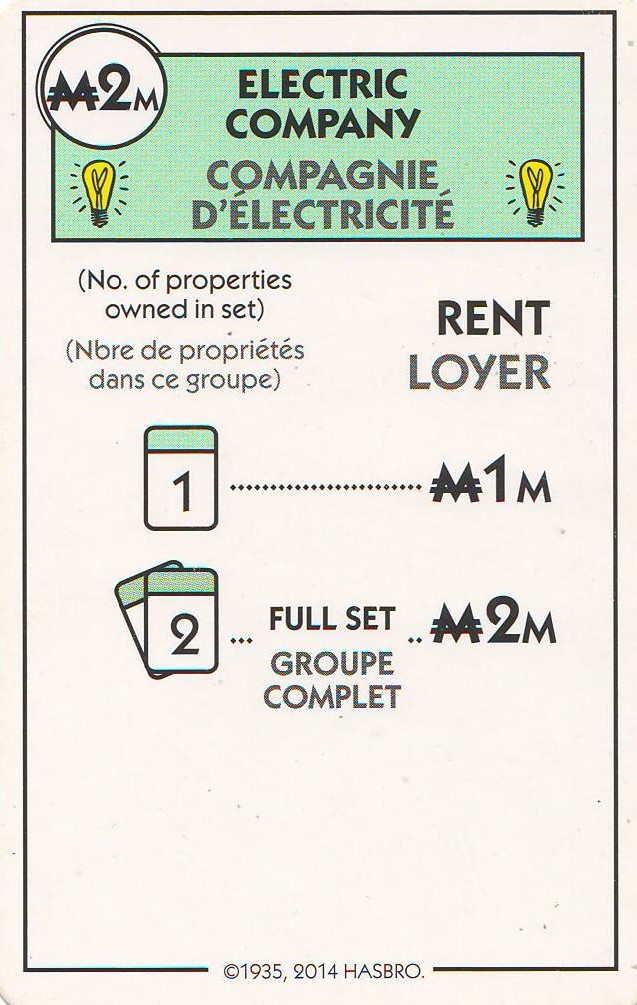 ₩2M
ELECTRIC
COMPANY
COMPAGNIE
D'ÉLECTRICITÉ
(No. of properties
owned in set)
(Nbre de propriétés
dans ce groupe)
RENT
LOYER
1 ................................ ₩1M
2 ... FULL SET .. ₩2M
GROUPE
COMPLET
©1935, 2014 HASBRO.